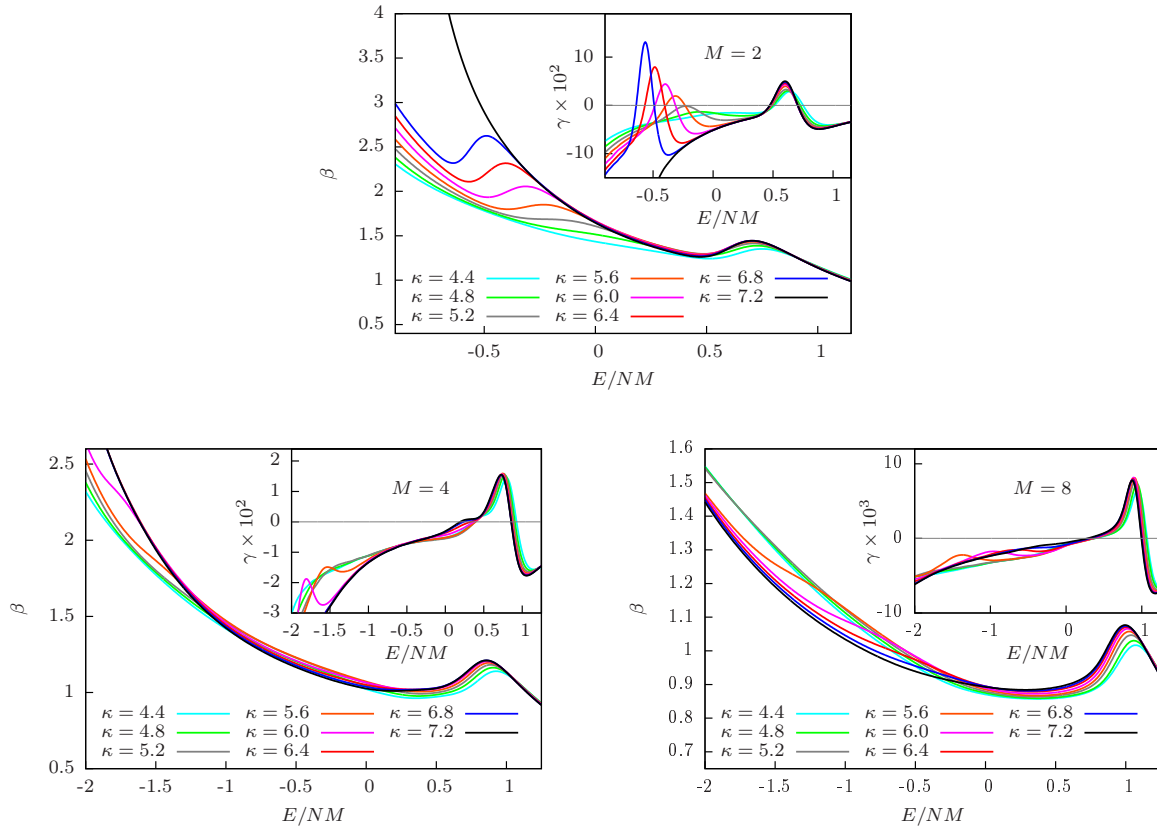 4
3.5
3
2.5
2
1.5
1
0.5
β
-0.5
0
0.5
1
E/NM
κ = 4.4
κ = 4.8
κ = 5.2
κ = 5.6
κ = 6.0
κ = 6.4
κ = 6.8
κ = 7.2
M = 2
10
0
-10
γ × 10²
-0.5
0
0.5
1
E/NM
2.5
2
1.5
1
0.5
β
-2
-1.5
-1
-0.5
0
0.5
1
E/NM
κ = 4.4
κ = 4.8
κ = 5.2
κ = 5.6
κ = 6.0
κ = 6.4
κ = 6.8
κ = 7.2
M = 4
2
1
0
-1
-2
-3
γ × 10²
-2
-1.5
-1
-0.5
0
0.5
1
E/NM
1.6
1.5
1.4
1.3
1.2
1.1
1
0.9
0.8
0.7
β
-2
-1.5
-1
-0.5
0
0.5
1
E/NM
κ = 4.4
κ = 4.8
κ = 5.2
κ = 5.6
κ = 6.0
κ = 6.4
κ = 6.8
κ = 7.2
M = 8
10
0
-10
γ × 10³
-2
-1
0
1
E/NM